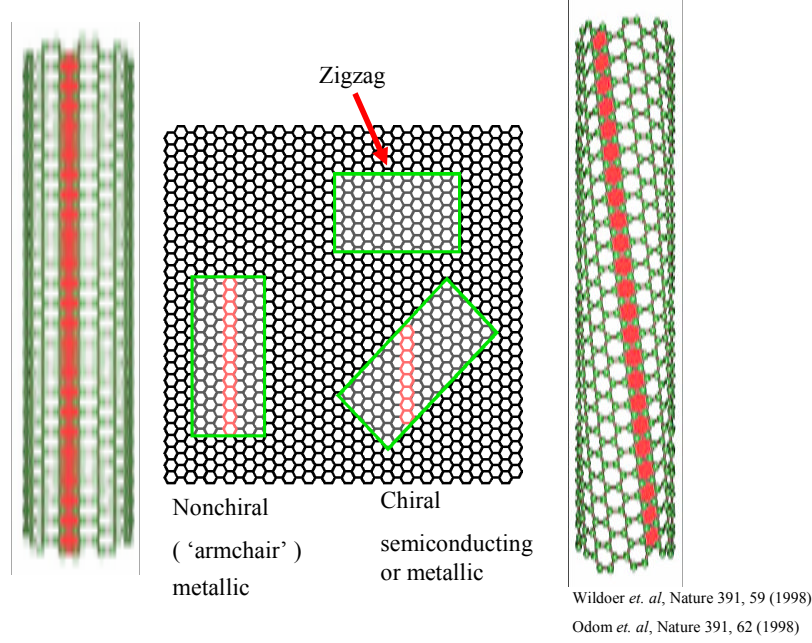 Zigzag
Nonchiral
( ‘armchair’ )
metallic
Chiral
semiconducting
or metallic
Wildoer et. al, Nature 391, 59 (1998)
Odom et. al, Nature 391, 62 (1998)